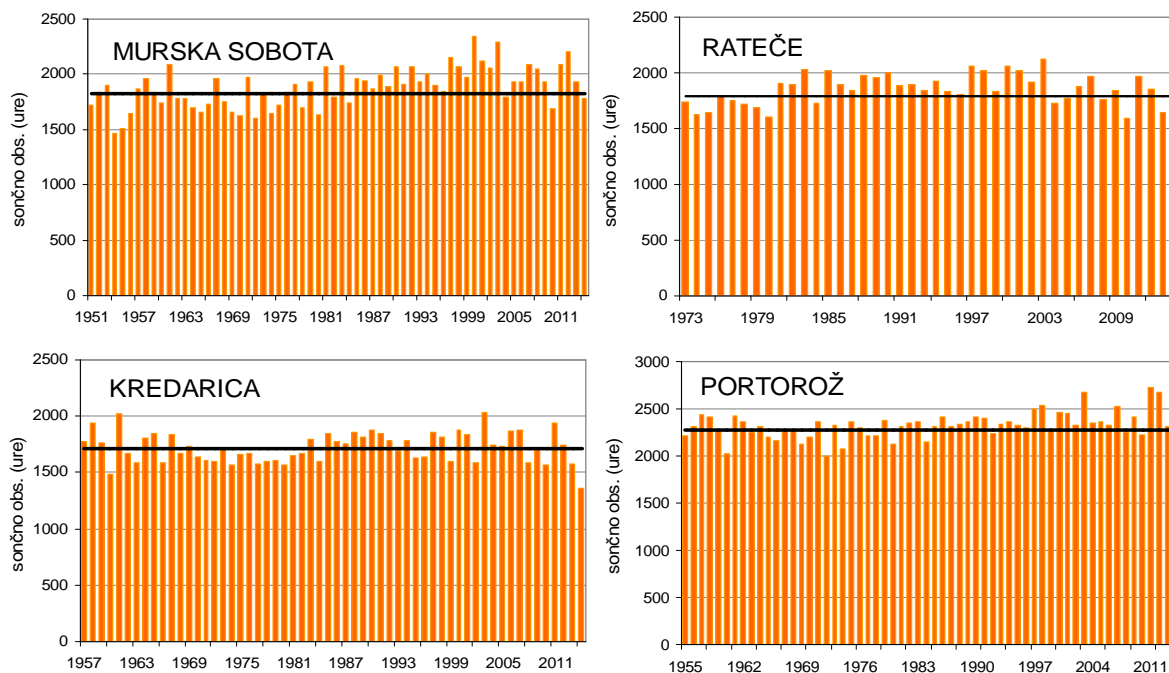 MURSKA SOBOTA
sončno obs. (ure)
2500
2000
1500
1000
500
0
1951 1957 1963 1969 1975 1981 1987 1993 1999 2005 2011
RATEČE
sončno obs. (ure)
2500
2000
1500
1000
500
0
1973 1979 1985 1991 1997 2003 2009
KREDARICA
sončno obs. (ure)
2500
2000
1500
1000
500
0
1957 1963 1969 1975 1981 1987 1993 1999 2005 2011
PORTOROŽ
sončno obs. (ure)
3000
2500
2000
1500
1000
500
0
1955 1962 1969 1976 1983 1990 1997 2004 2011